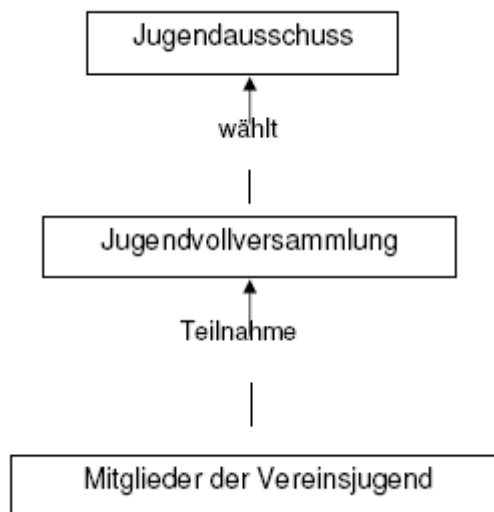 Jugendausschuss
wählt
Jugendvollversammlung
Teilnahme
Mitglieder der Vereinsjugend